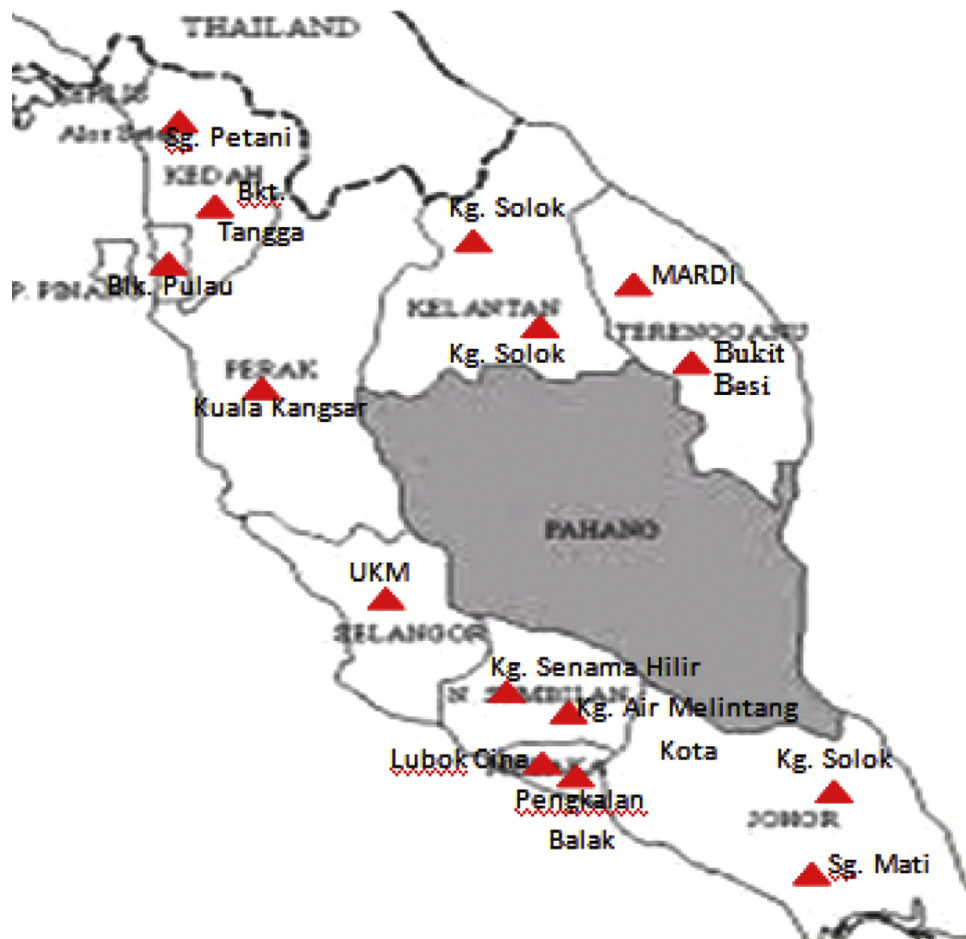 THAILAND
Sg. Petani
KEDAH
Bkt.
Tangga
Kg. Solok
Blk. Pulau
MARDI
KELANTAN
TERENGGANU
Kg. Solok
Bukit
Besi
PERAK
Kuala Kangsar
PAHANG
UKM
SELANGOR
Kg. Senama Hilir
Kg. Air Melintang
Kota
Lubok Cina
Kg. Solok
Pengkalan
Balak
JOHOR
Sg. Mati